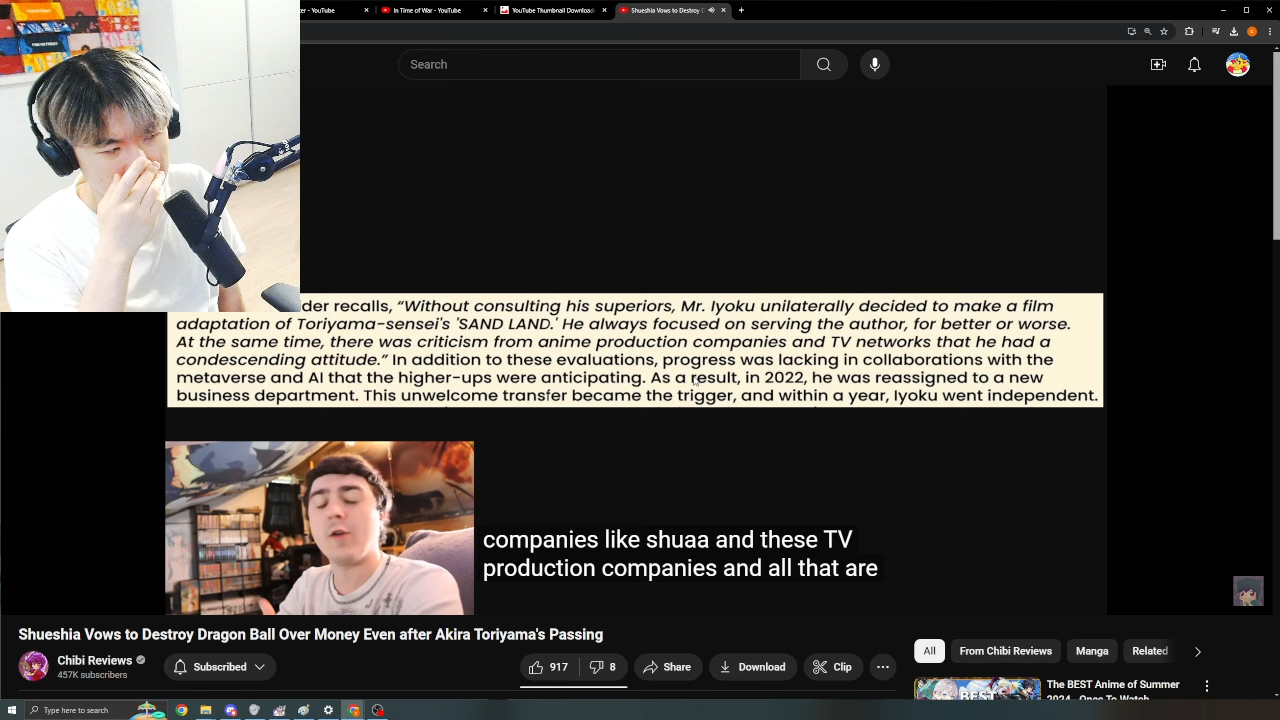 ter - YouTube
In Time of War - YouTube
YouTube Thumbnail Download
Shueshia Vows to Destroy D
Search
der recalls, “Without consulting his superiors, Mr. Iyoku unilaterally decided to make a film
adaptation of Toriyama-sensei's 'SAND LAND.' He always focused on serving the author, for better or worse.
At the same time, there was criticism from anime production companies and TV networks that he had a
condescending attitude.” In addition to these evaluations, progress was lacking in collaborations with the
metaverse and AI that the higher-ups were anticipating. As a result, in 2022, he was reassigned to a new
business department. This unwelcome transfer became the trigger, and within a year, Iyoku went independent.
companies like shuaa and these TV
production companies and all that are
Shueshia Vows to Destroy Dragon Ball Over Money Even after Akira Toriyama's Passing
Chibi Reviews
457K subscribers
Subscribed
917
8
Share
Download
Clip
All
From Chibi Reviews
Manga
Related
The BEST Anime of Summer
2024 - Ones To Watch
BEST
Type here to search